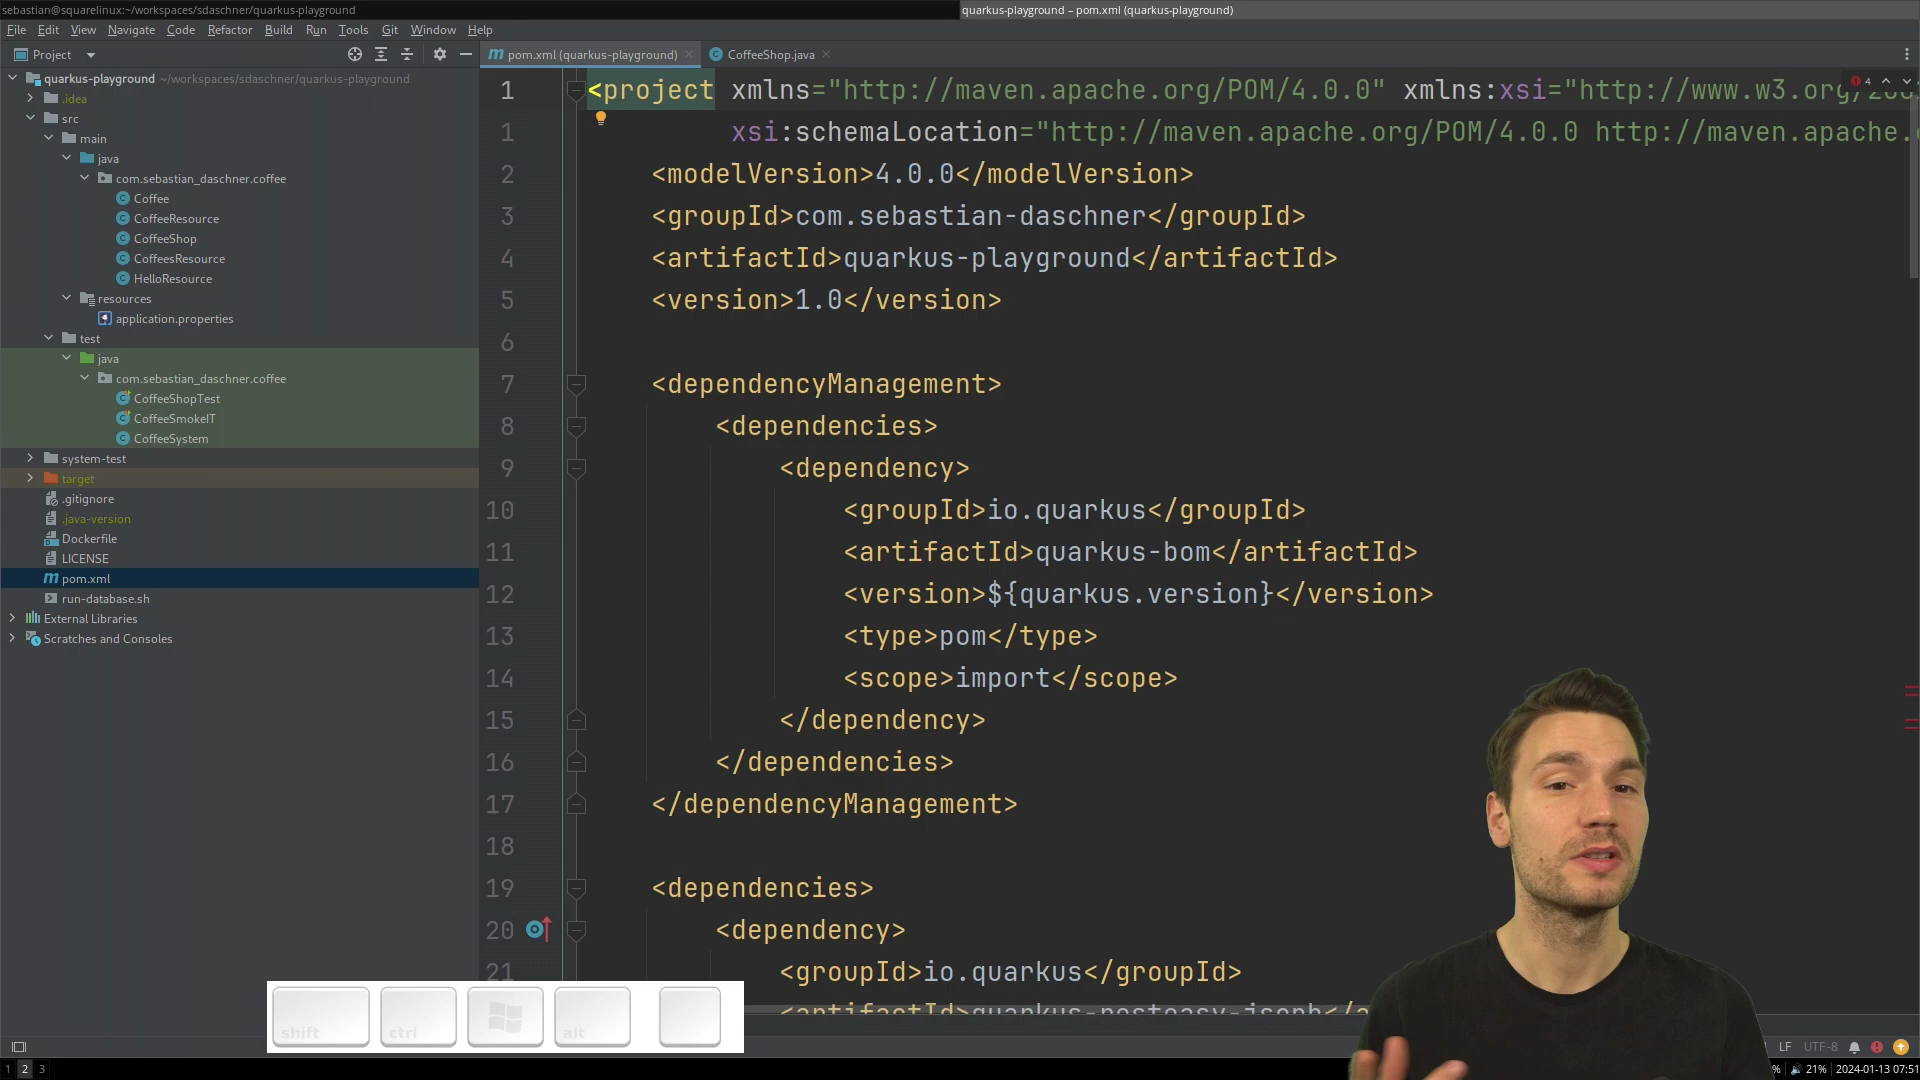 sebastian@squarelinux:~/workspaces/sdaschner/quarkus-playground
quarkus-playground – pom.xml (quarkus-playground)
File Edit View Navigate Code Refactor Build Run Tools Git Window Help
Project
pom.xml (quarkus-playground)
CoffeeShop.java
quarkus-playground ~/workspaces/sdaschner/quarkus-playground
.idea
src
main
java
com.sebastian_daschner.coffee
Coffee
CoffeeResource
CoffeeShop
CoffeesResource
HelloResource
resources
application.properties
test
java
com.sebastian_daschner.coffee
CoffeeShopTest
CoffeeSmokeIT
CoffeeSystem
system-test
target
.gitignore
.java-version
Dockerfile
LICENSE
pom.xml
run-database.sh
External Libraries
Scratches and Consoles
1 <project xmlns="http://maven.apache.org/POM/4.0.0" xmlns:xsi="http://www.w3.org/
4
1 xsi:schemaLocation="http://maven.apache.org/POM/4.0.0 http://maven.apache.
2 <modelVersion>4.0.0</modelVersion>
3 <groupId>com.sebastian-daschner</groupId>
4 <artifactId>quarkus-playground</artifactId>
5 <version>1.0</version>
6
7 <dependencyManagement>
8 <dependencies>
9 <dependency>
10 <groupId>io.quarkus</groupId>
11 <artifactId>quarkus-bom</artifactId>
12 <version>${quarkus.version}</version>
13 <type>pom</type>
14 <scope>import</scope>
15 </dependency>
16 </dependencies>
17 </dependencyManagement>
18
19 <dependencies>
20 <dependency>
21 <groupId>io.quarkus</groupId>
shift ctrl alt
LF UTF-8
1 2 3
% 21% 2024-01-13 07:51